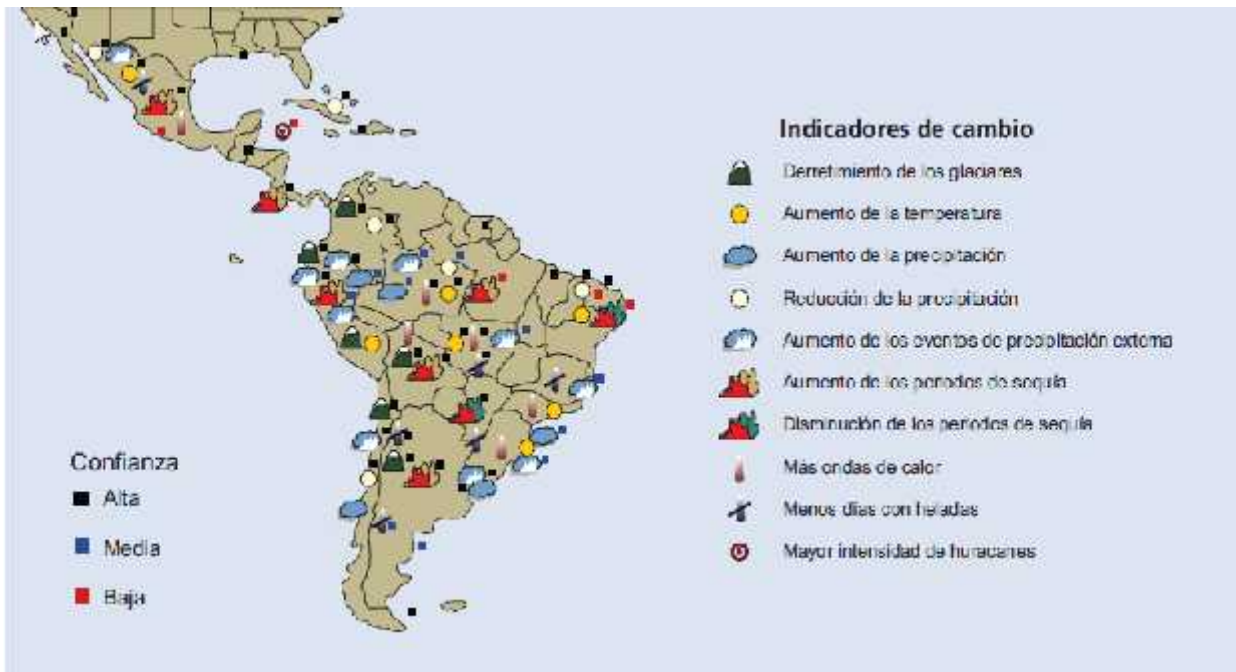 Indicadores de cambio
Derretimiento de los glaciares
Aumento de la temperatura
Aumento de la precipitación
Reducción de la precipitación
Aumento de los eventos de precipitación externa
Aumento de los periodos de sequía
Disminución de los periodos de sequía
Más ondas de calor
Menos días con heladas
Mayor intensidad de huracanes
Confianza
Alta
Media
Baja